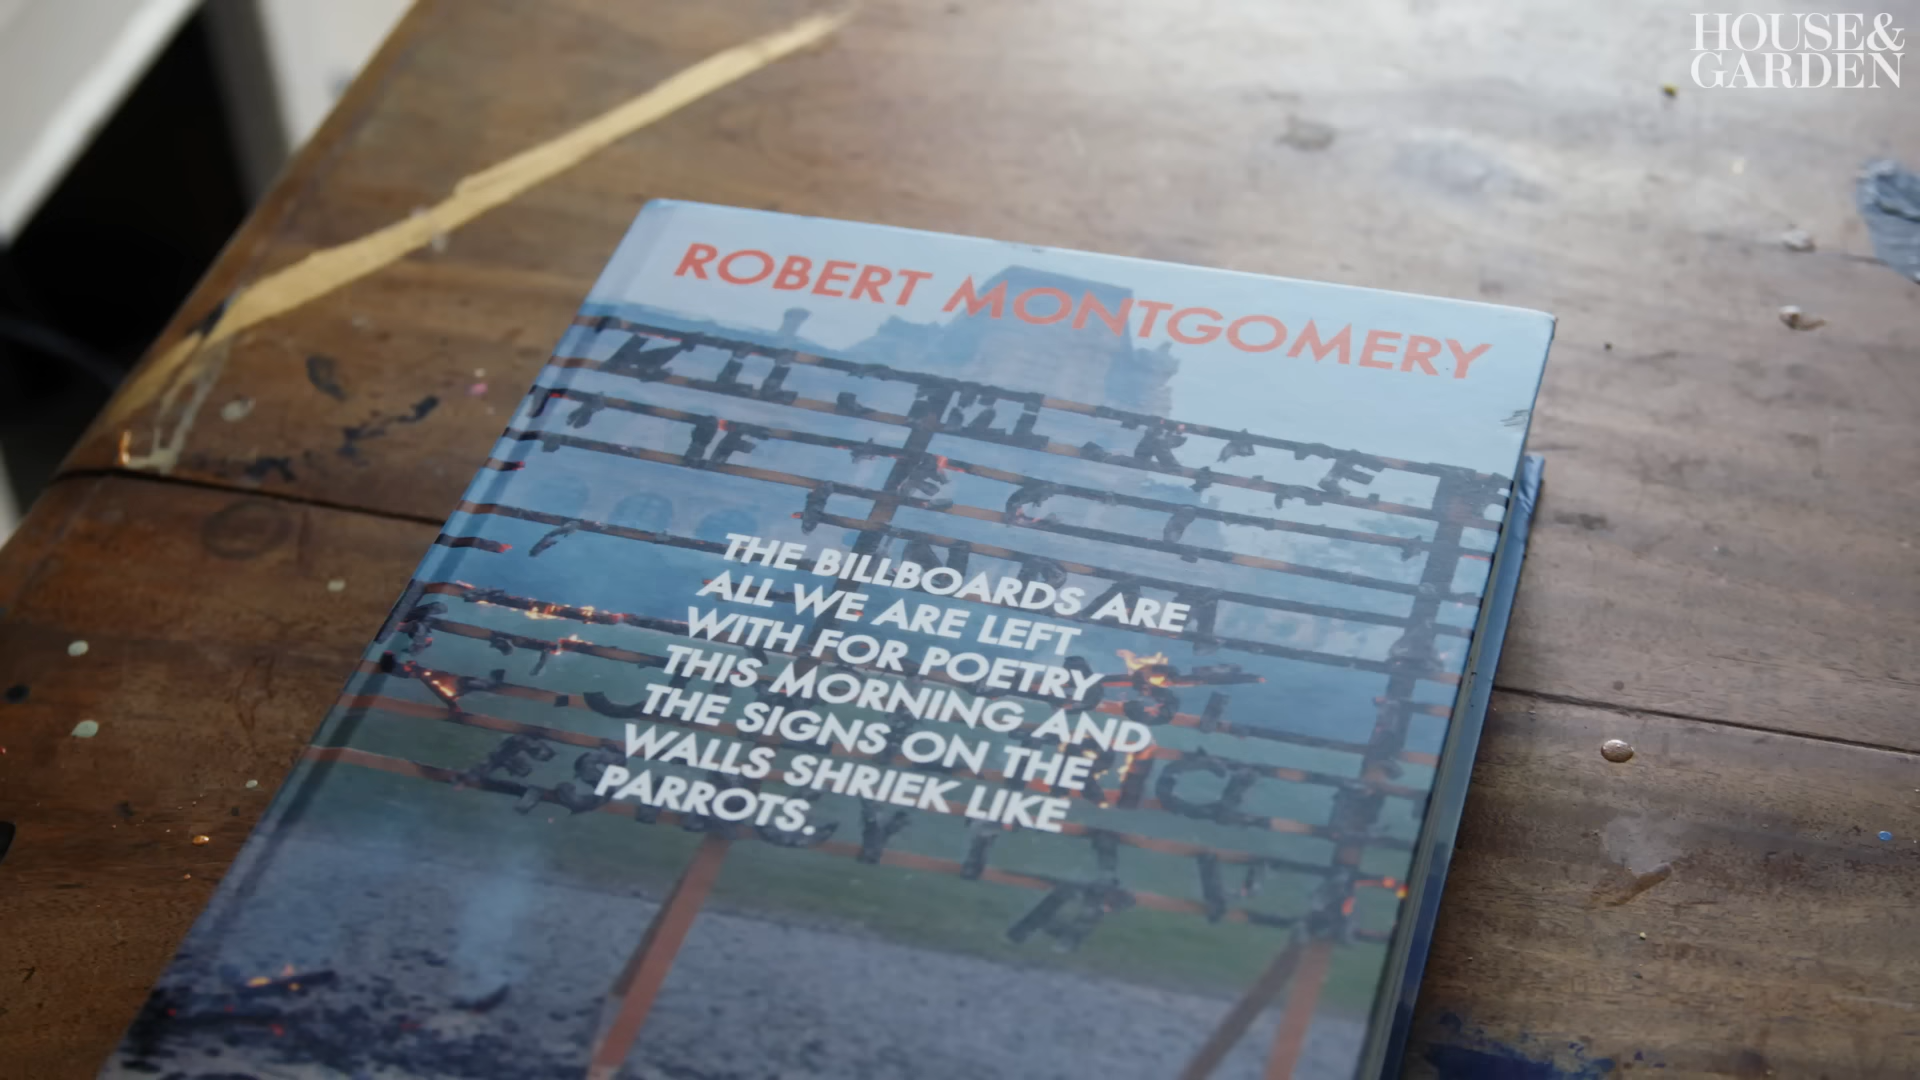 HOUSE&
GARDEN
ROBERT MONTGOMERY
THE BILLBOARDS ARE
ALL WE ARE LEFT
WITH FOR POETRY
THIS MORNING AND
THE SIGNS ON THE
WALLS SHRIEK LIKE
PARROTS.